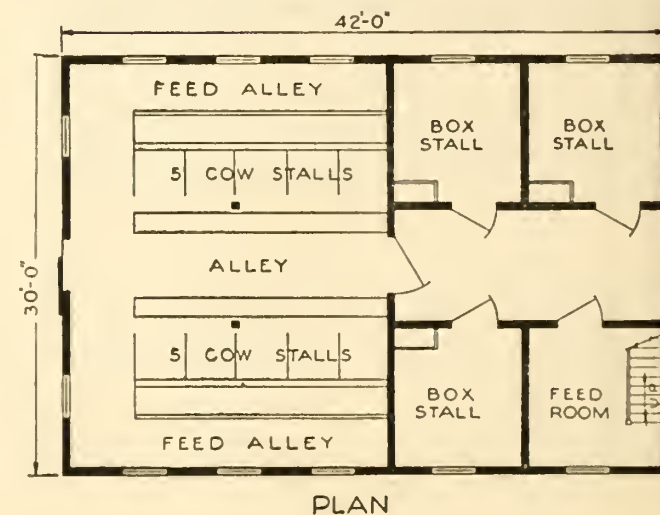 42'-0"
FEED ALLEY
BOX
STALL
BOX
STALL
5 COW STALLS
ALLEY
30'-0"
5 COW STALLS
BOX
STALL
FEED
ROOM
UP
FEED ALLEY
PLAN